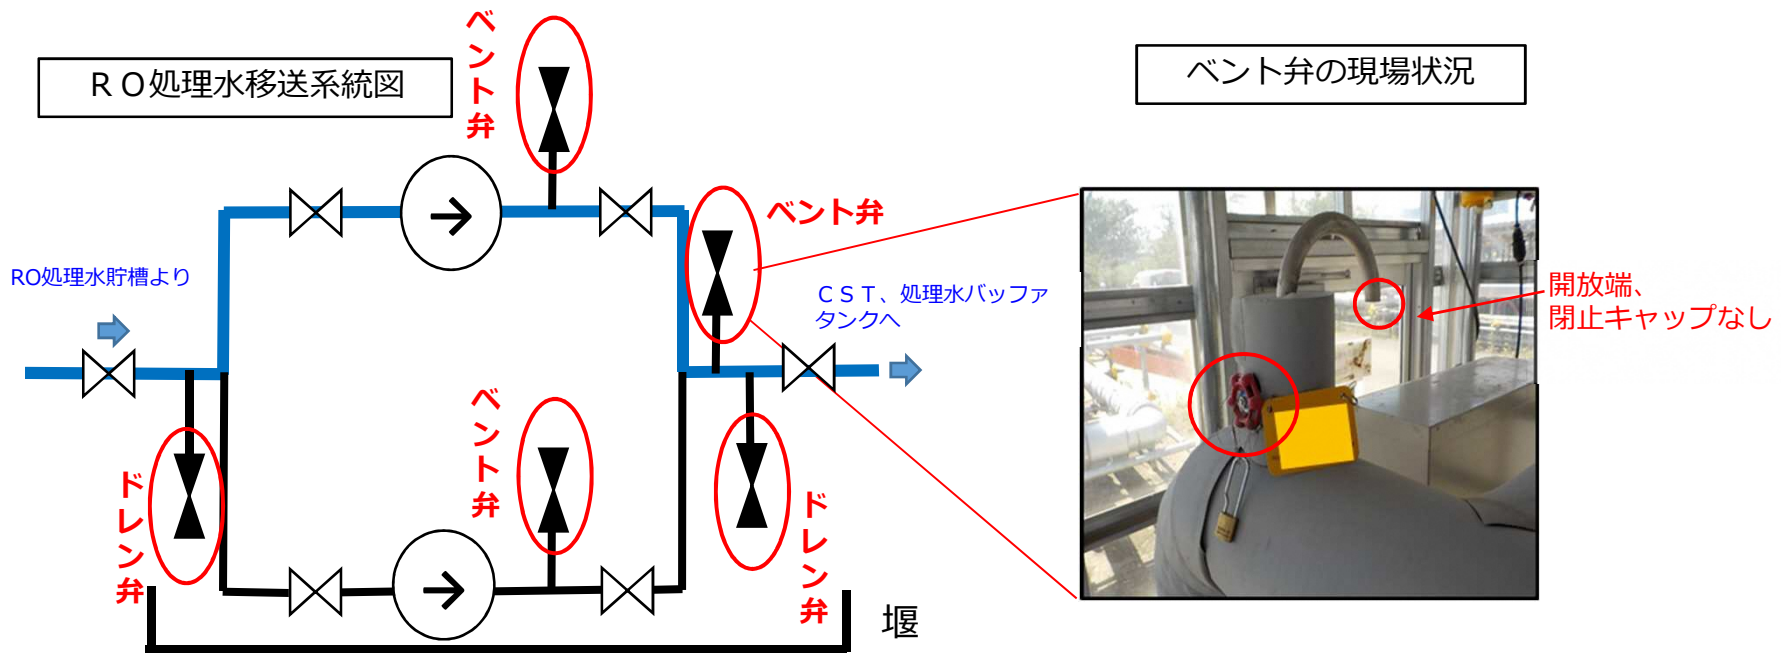 ＲＯ処理水移送系統図
ベント弁
ベント弁の現場状況
ベント弁
RO処理水貯槽より
ＣＳＴ、処理水バッファ
タンクへ
開放端、
閉止キャップなし
ベント弁
ドレン弁
ドレン弁
堰